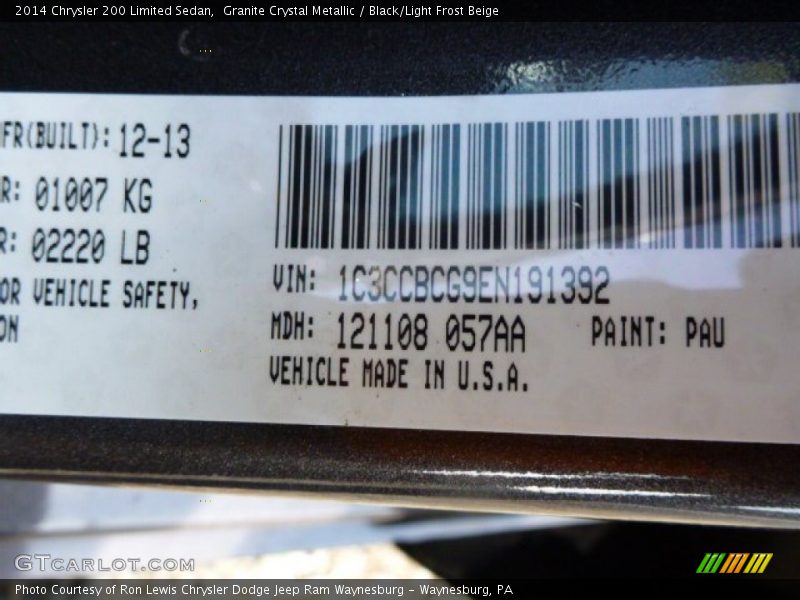 2014 Chrysler 200 Limited Sedan,  Granite Crystal Metallic / Black/Light Frost Beige
FR(BUILT): 12-13
R: 01007 KG
R: 02220 LB
OR VEHICLE SAFETY,
ON
VIN: 1C3CCBCG9EN191392
MDH: 121108 057AA PAINT: PAU
VEHICLE MADE IN U.S.A.
GTCARLOT.COM
Photo Courtesy of Ron Lewis Chrysler Dodge Jeep Ram Waynesburg - Waynesburg, PA